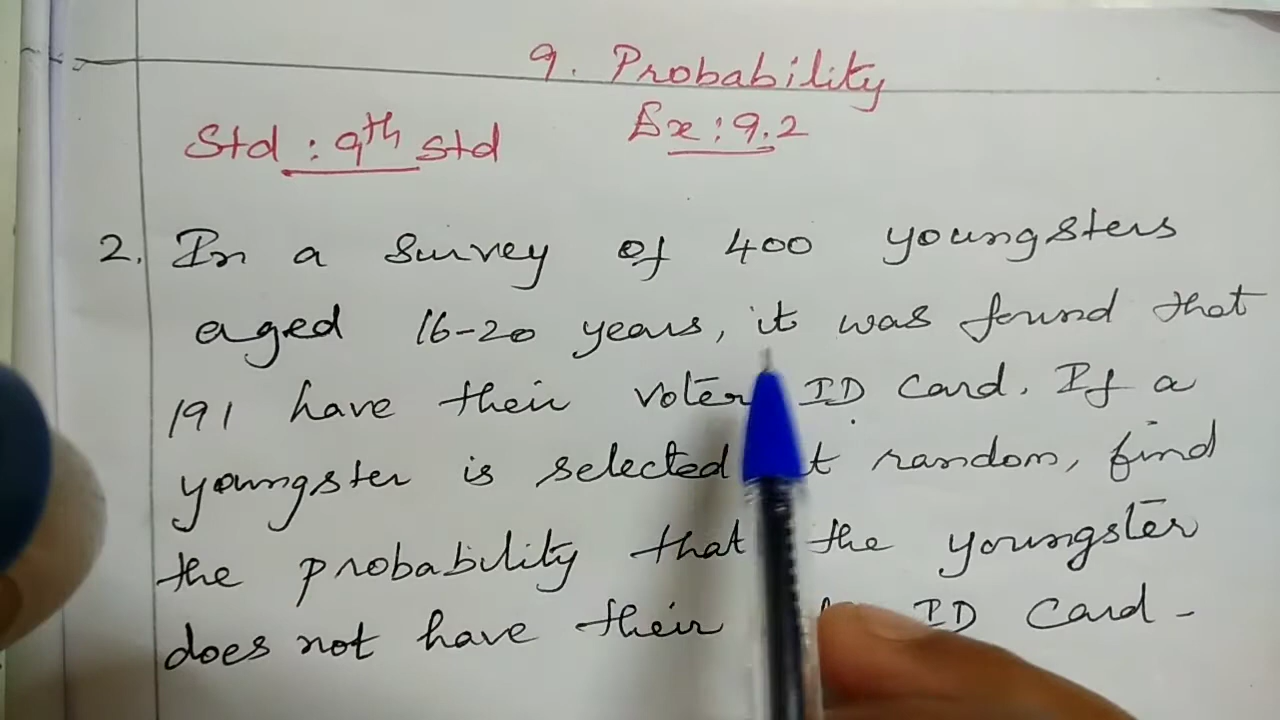 9. Probability
Std : 9th std Ex : 9.2
2. In a survey of 400 youngsters
aged 16-20 years, it was found that
191 have their voter ID card. If a
youngster is selected at random, find
the probability that the youngster
does not have their ID card.